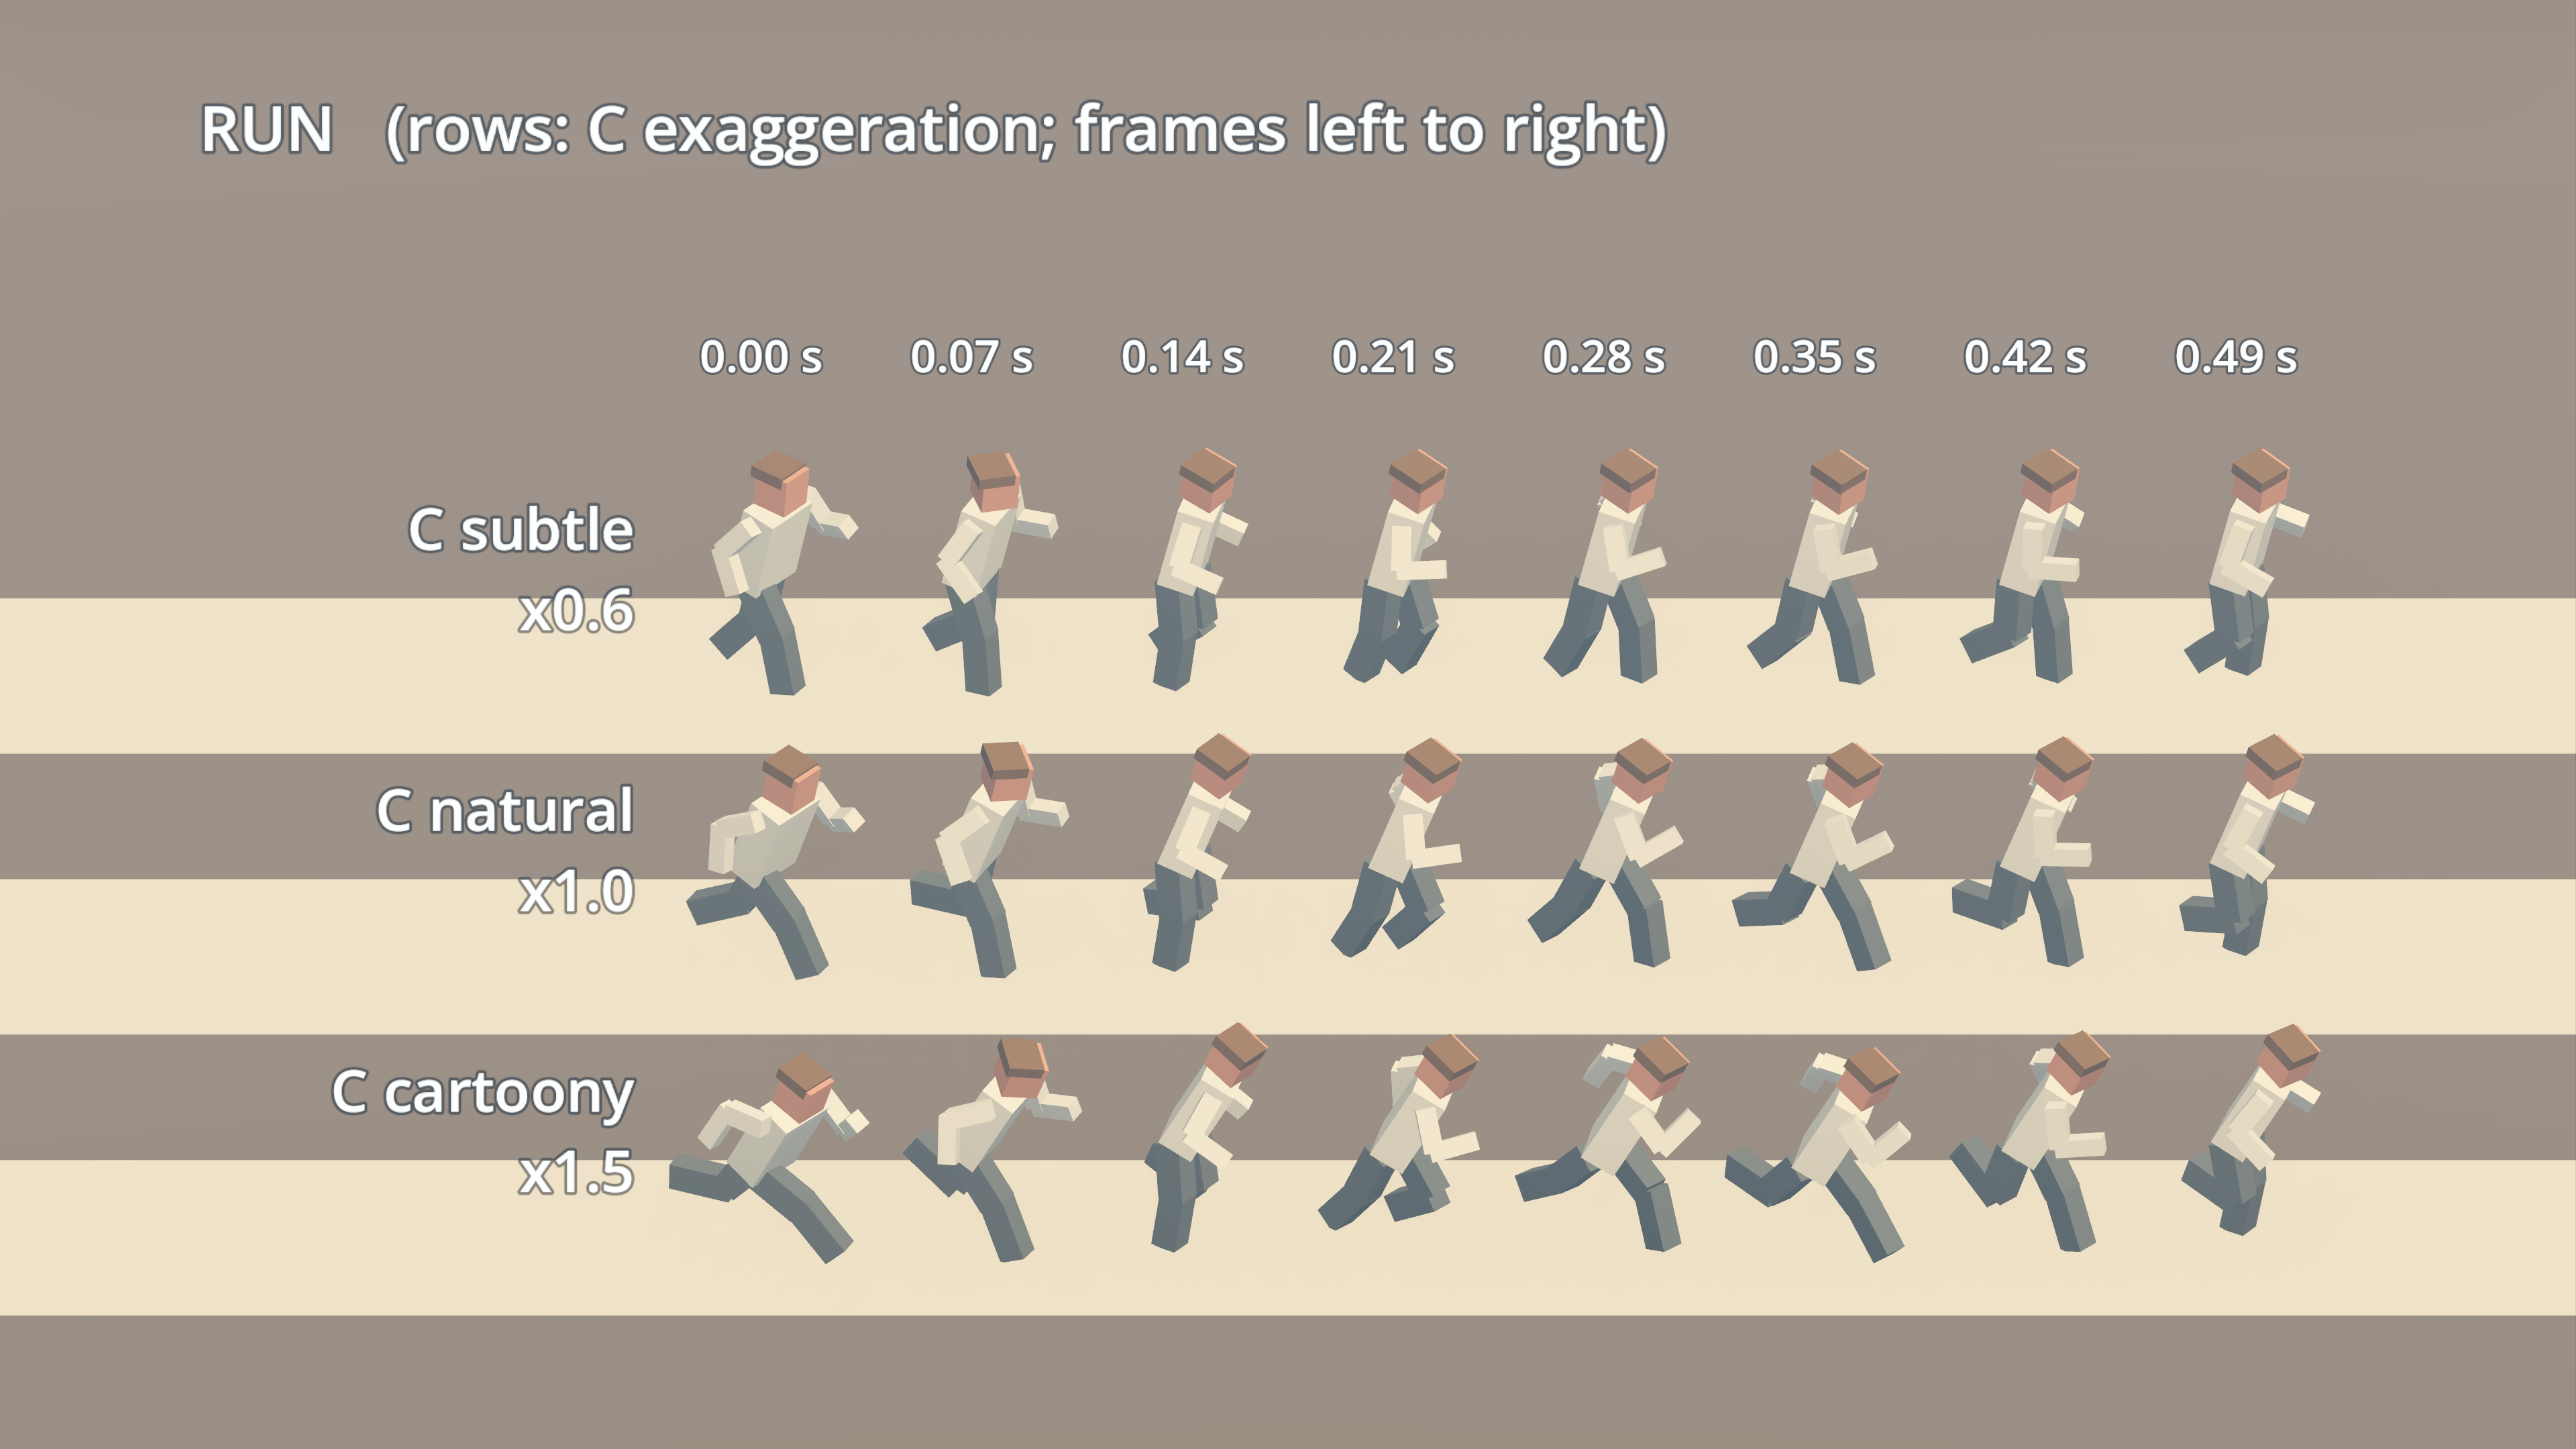 RUN (rows: C exaggeration; frames left to right)
0.00 s 0.07 s 0.14 s 0.21 s 0.28 s 0.35 s 0.42 s 0.49 s
C subtle
x0.6
C natural
x1.0
C cartoony
x1.5